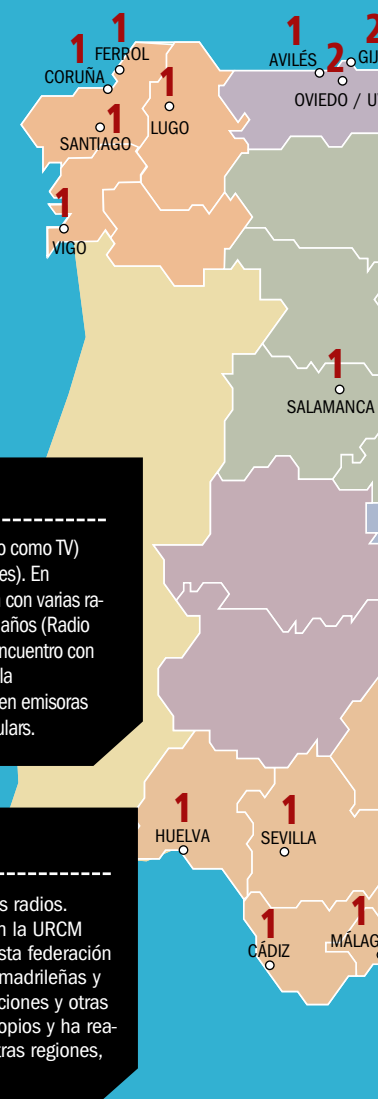 1
FERROL
1
CORUÑA
1
LUGO
1
SANTIAGO
1
VIGO
1
AVILÉS
2
2
OVIEDO /
1
SALAMANCA
o como TV)
es). En
con varias ra-
años (Radio
ncuentro con
la
en emisoras
ulars.
1
HUELVA
1
SEVILLA
1
CÁDIZ
1
MÁLAG
s radios.
n la URCM
sta federación
madrileñas y
ciones y otras
opios y ha rea-
tras regiones,